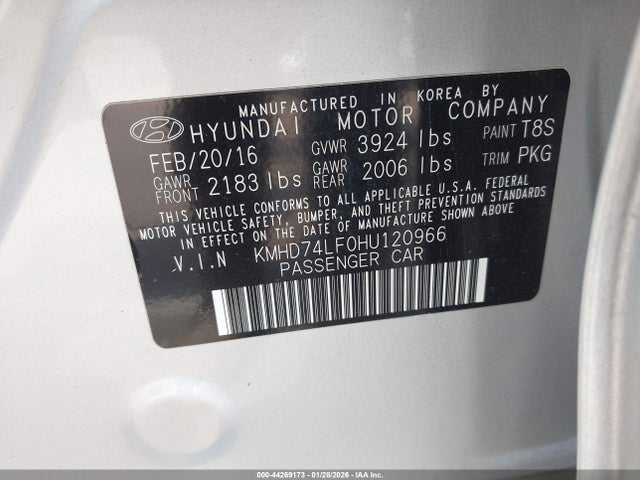 MANUFACTURED IN KOREA BY
HYUNDAI MOTOR COMPANY
FEB/20/16 GVWR 3924 lbs PAINT T8S
GAWR FRONT 2183 lbs GAWR REAR 2006 lbs TRIM PKG
THIS VEHICLE CONFORMS TO ALL APPLICABLE U.S.A. FEDERAL
MOTOR VEHICLE SAFETY, BUMPER, AND THEFT PREVENTION
STANDARDS IN EFFECT ON THE DATE OF MANUFACTURE SHOWN ABOVE.
V.I.N KMHD74LF0HU120966
PASSENGER CAR
000-44269173 - 01/28/2026 - IAAI, Inc.